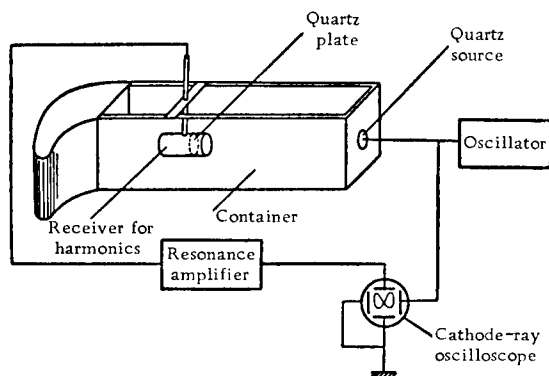 Quartz
plate
Quartz
source
Oscillator
Container
Receiver for
harmonics
Resonance
amplifier
Cathode-ray
oscilloscope